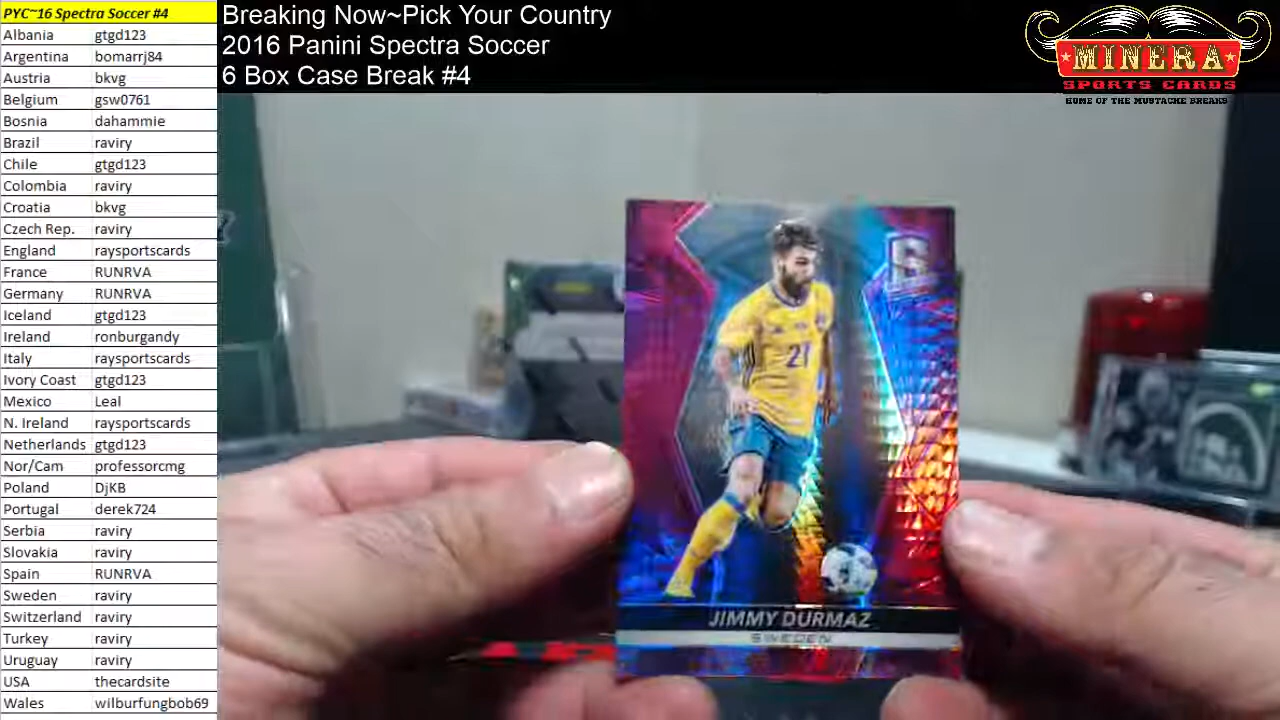 PYC~16 Spectra Soccer #4
Albania gtgd123
Argentina bomarrj84
Austria bkvg
Belgium gsw0761
Bosnia dahammie
Brazil raviry
Chile gtgd123
Colombia raviry
Croatia bkvg
Czech Rep. raviry
England raysportscards
France RUNRVA
Germany RUNRVA
Iceland gtgd123
Ireland ronburgandy
Italy raysportscards
Ivory Coast gtgd123
Mexico Leal
N. Ireland raysportscards
Netherlands gtgd123
Nor/Cam professorcmg
Poland DjKB
Portugal derek724
Serbia raviry
Slovakia raviry
Spain RUNRVA
Sweden raviry
Switzerland raviry
Turkey raviry
Uruguay raviry
USA thecardsite
Wales wilburfungbob69
Breaking Now~Pick Your Country
2016 Panini Spectra Soccer
6 Box Case Break #4
MINERA
SPORTS CARDS
HOME OF THE MUSTACHE BREAKS
21
JIMMY DURMAZ
SWEDEN